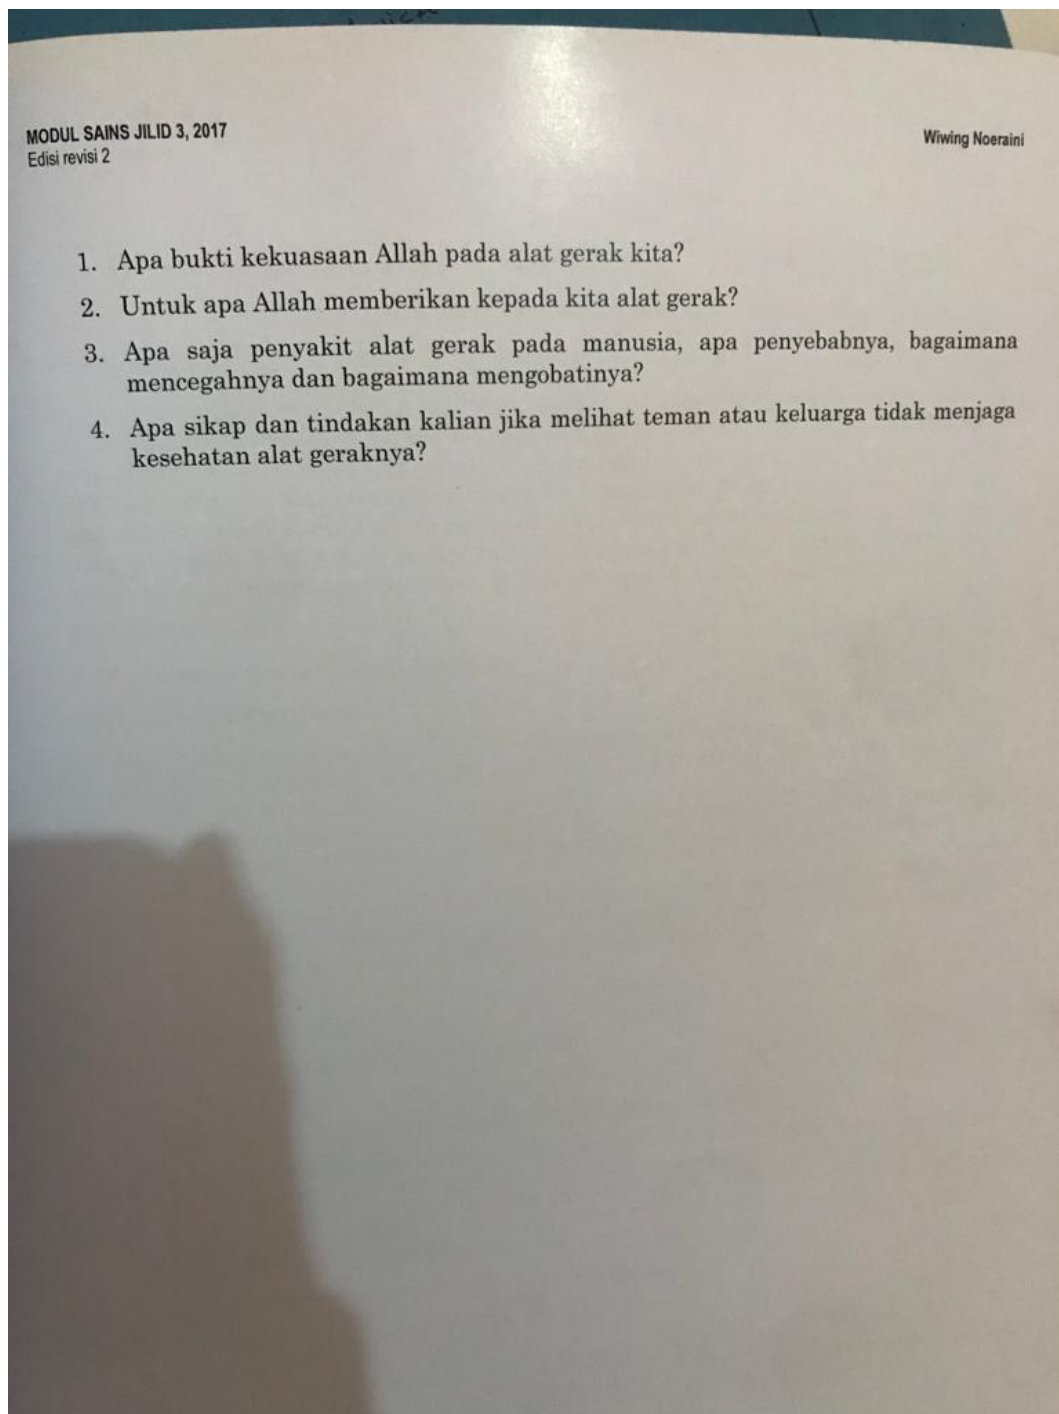 MODUL SAINS JILID 3, 2017
Edisi revisi 2
Wiwing Noeraini
1. Apa bukti kekuasaan Allah pada alat gerak kita?
2. Untuk apa Allah memberikan kepada kita alat gerak?
3. Apa saja penyakit alat gerak pada manusia, apa penyebabnya, bagaimana
mencegahnya dan bagaimana mengobatinya?
4. Apa sikap dan tindakan kalian jika melihat teman atau keluarga tidak menjaga
kesehatan alat geraknya?